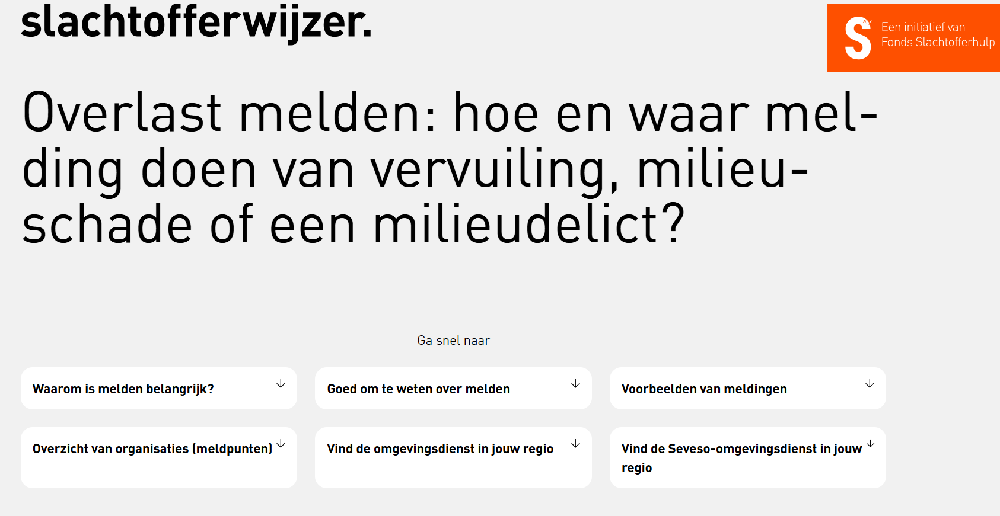 slachtofferwijzer.
Een initiatief van
Fonds Slachtofferhulp
Overlast melden: hoe en waar mel-
ding doen van vervuiling, milieu-
schade of een milieudelict?
Ga snel naar
Waarom is melden belangrijk?
Goed om te weten over melden
Voorbeelden van meldingen
Overzicht van organisaties (meldpunten)
Vind de omgevingsdienst in jouw regio
Vind de Seveso-omgevingsdienst in jouw
regio